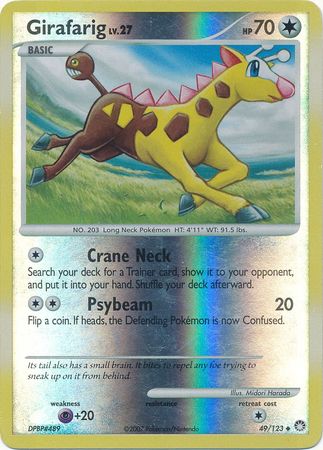 Girafarig LV.27 HP 70
BASIC
NO. 203 Long Neck Pokémon HT: 4'11" WT: 91.5 lbs.
Crane Neck
Search your deck for a Trainer card, show it to your opponent,
and put it into your hand. Shuffle your deck afterward.
Psybeam 20
Flip a coin. If heads, the Defending Pokémon is now Confused.
Its tail also has a small brain. It bites to repel any foe trying to
sneak up on it from behind.
Illus. Midori Harada
weakness resistance retreat cost
+20
DPBP#489 ©2007 Pokémon/Nintendo 49/123